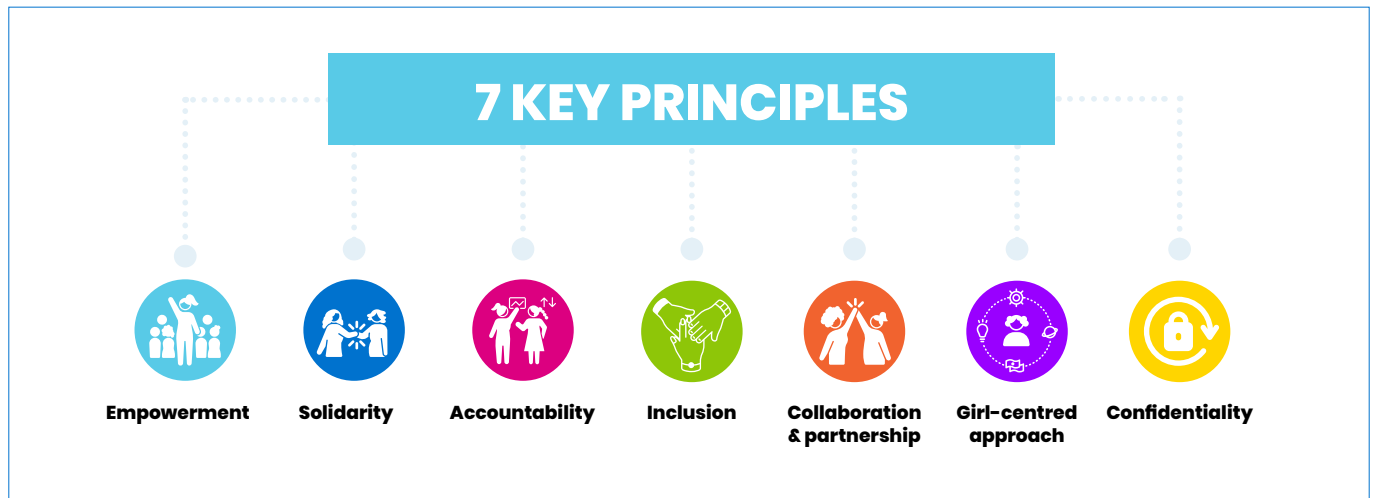 7 KEY PRINCIPLES
Empowerment
Solidarity
Accountability
Inclusion
Collaboration
& partnership
Girl-centred
approach
Confidentiality